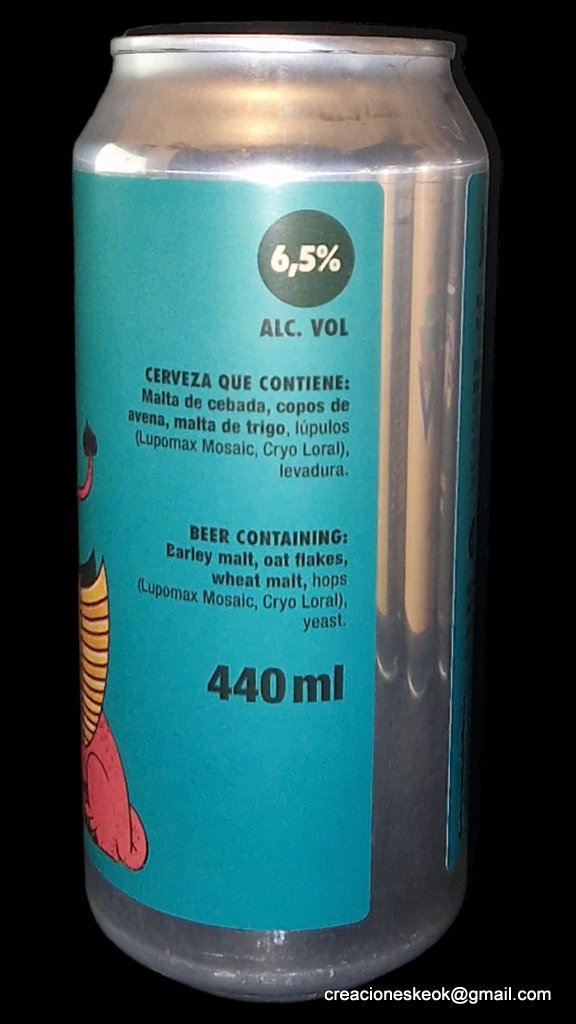 6,5%
ALC. VOL
CERVEZA QUE CONTIENE:
Malta de cebada, copos de
avena, malta de trigo, lúpulos
(Lupomax Mosaic, Cryo Loral),
levadura.
BEER CONTAINING:
Barley malt, oat flakes,
wheat malt, hops
(Lupomax Mosaic, Cryo Loral),
yeast.
440 ml
creacioneskeok@gmail.com